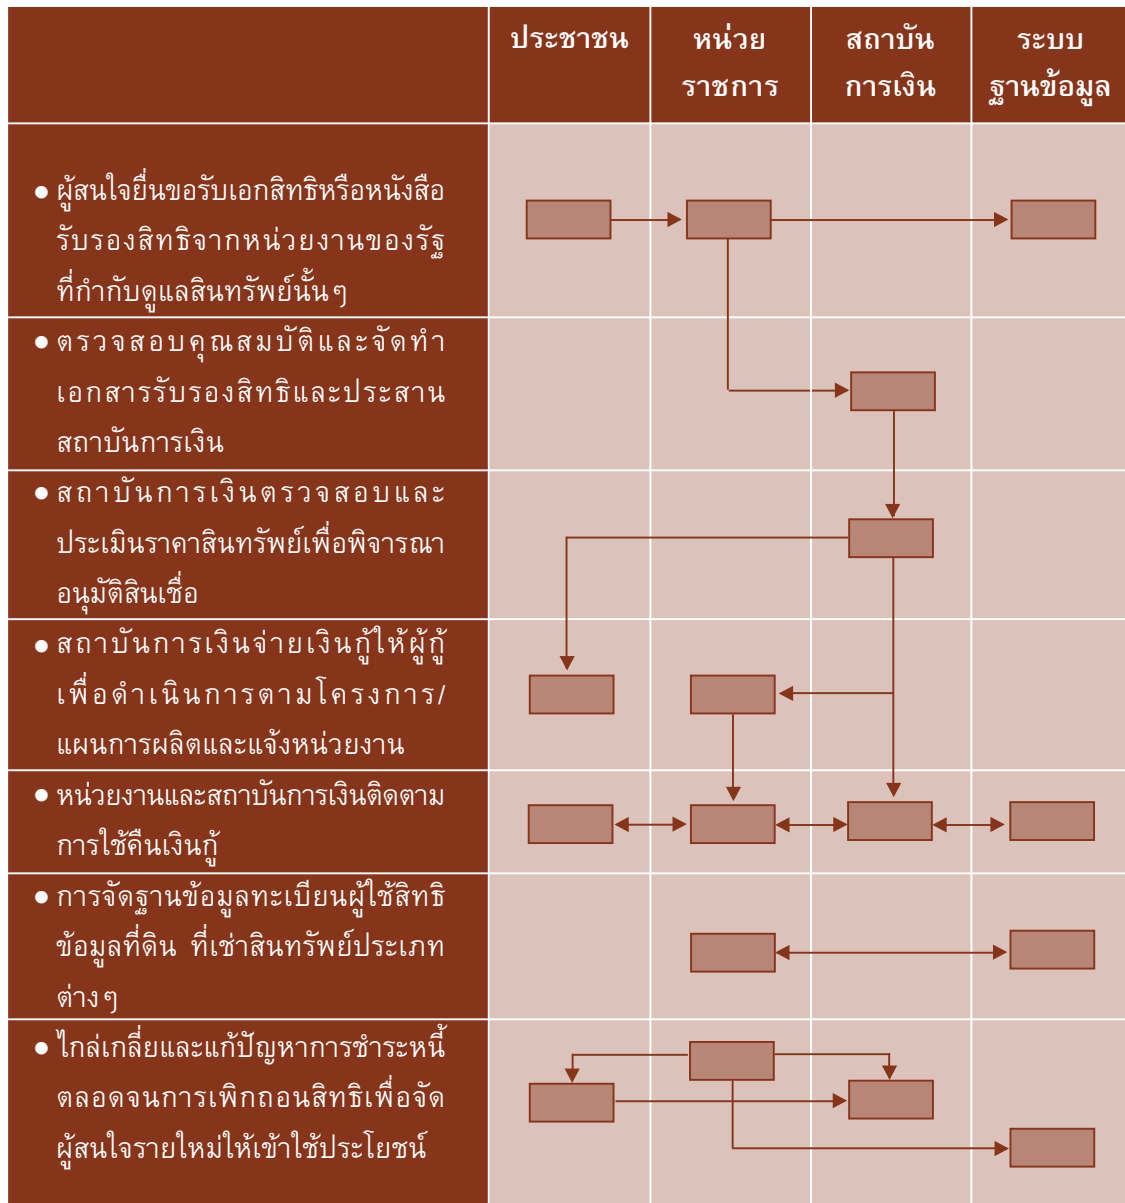 ประชาชน
หน่วย
ราชการ
สถาบัน
การเงิน
ระบบ
ฐานข้อมูล
● ผู้สนใจยื่นขอรับเอกสิทธิหรือหนังสือ
รับรองสิทธิจากหน่วยงานของรัฐ
ที่กำกับดูแลสินทรัพย์นั้นๆ
● ตรวจสอบคุณสมบัติและจัดทำ
เอกสารรับรองสิทธิและประสาน
สถาบันการเงิน
● สถาบันการเงินตรวจสอบและ
ประเมินราคาสินทรัพย์เพื่อพิจารณา
อนุมัติสินเชื่อ
● สถาบันการเงินจ่ายเงินกู้ให้ผู้กู้
เพื่อดำเนินการตามโครงการ/
แผนการผลิตและแจ้งหน่วยงาน
● หน่วยงานและสถาบันการเงินติดตาม
การใช้คืนเงินกู้
● การจัดฐานข้อมูลทะเบียนผู้ใช้สิทธิ
ข้อมูลที่ดิน ที่เช่าสินทรัพย์ประเภท
ต่างๆ
● ไกล่เกลี่ยและแก้ปัญหาการชำระหนี้
ตลอดจนการเพิกถอนสิทธิเพื่อจัด
ผู้สนใจรายใหม่ให้เข้าใช้ประโยชน์